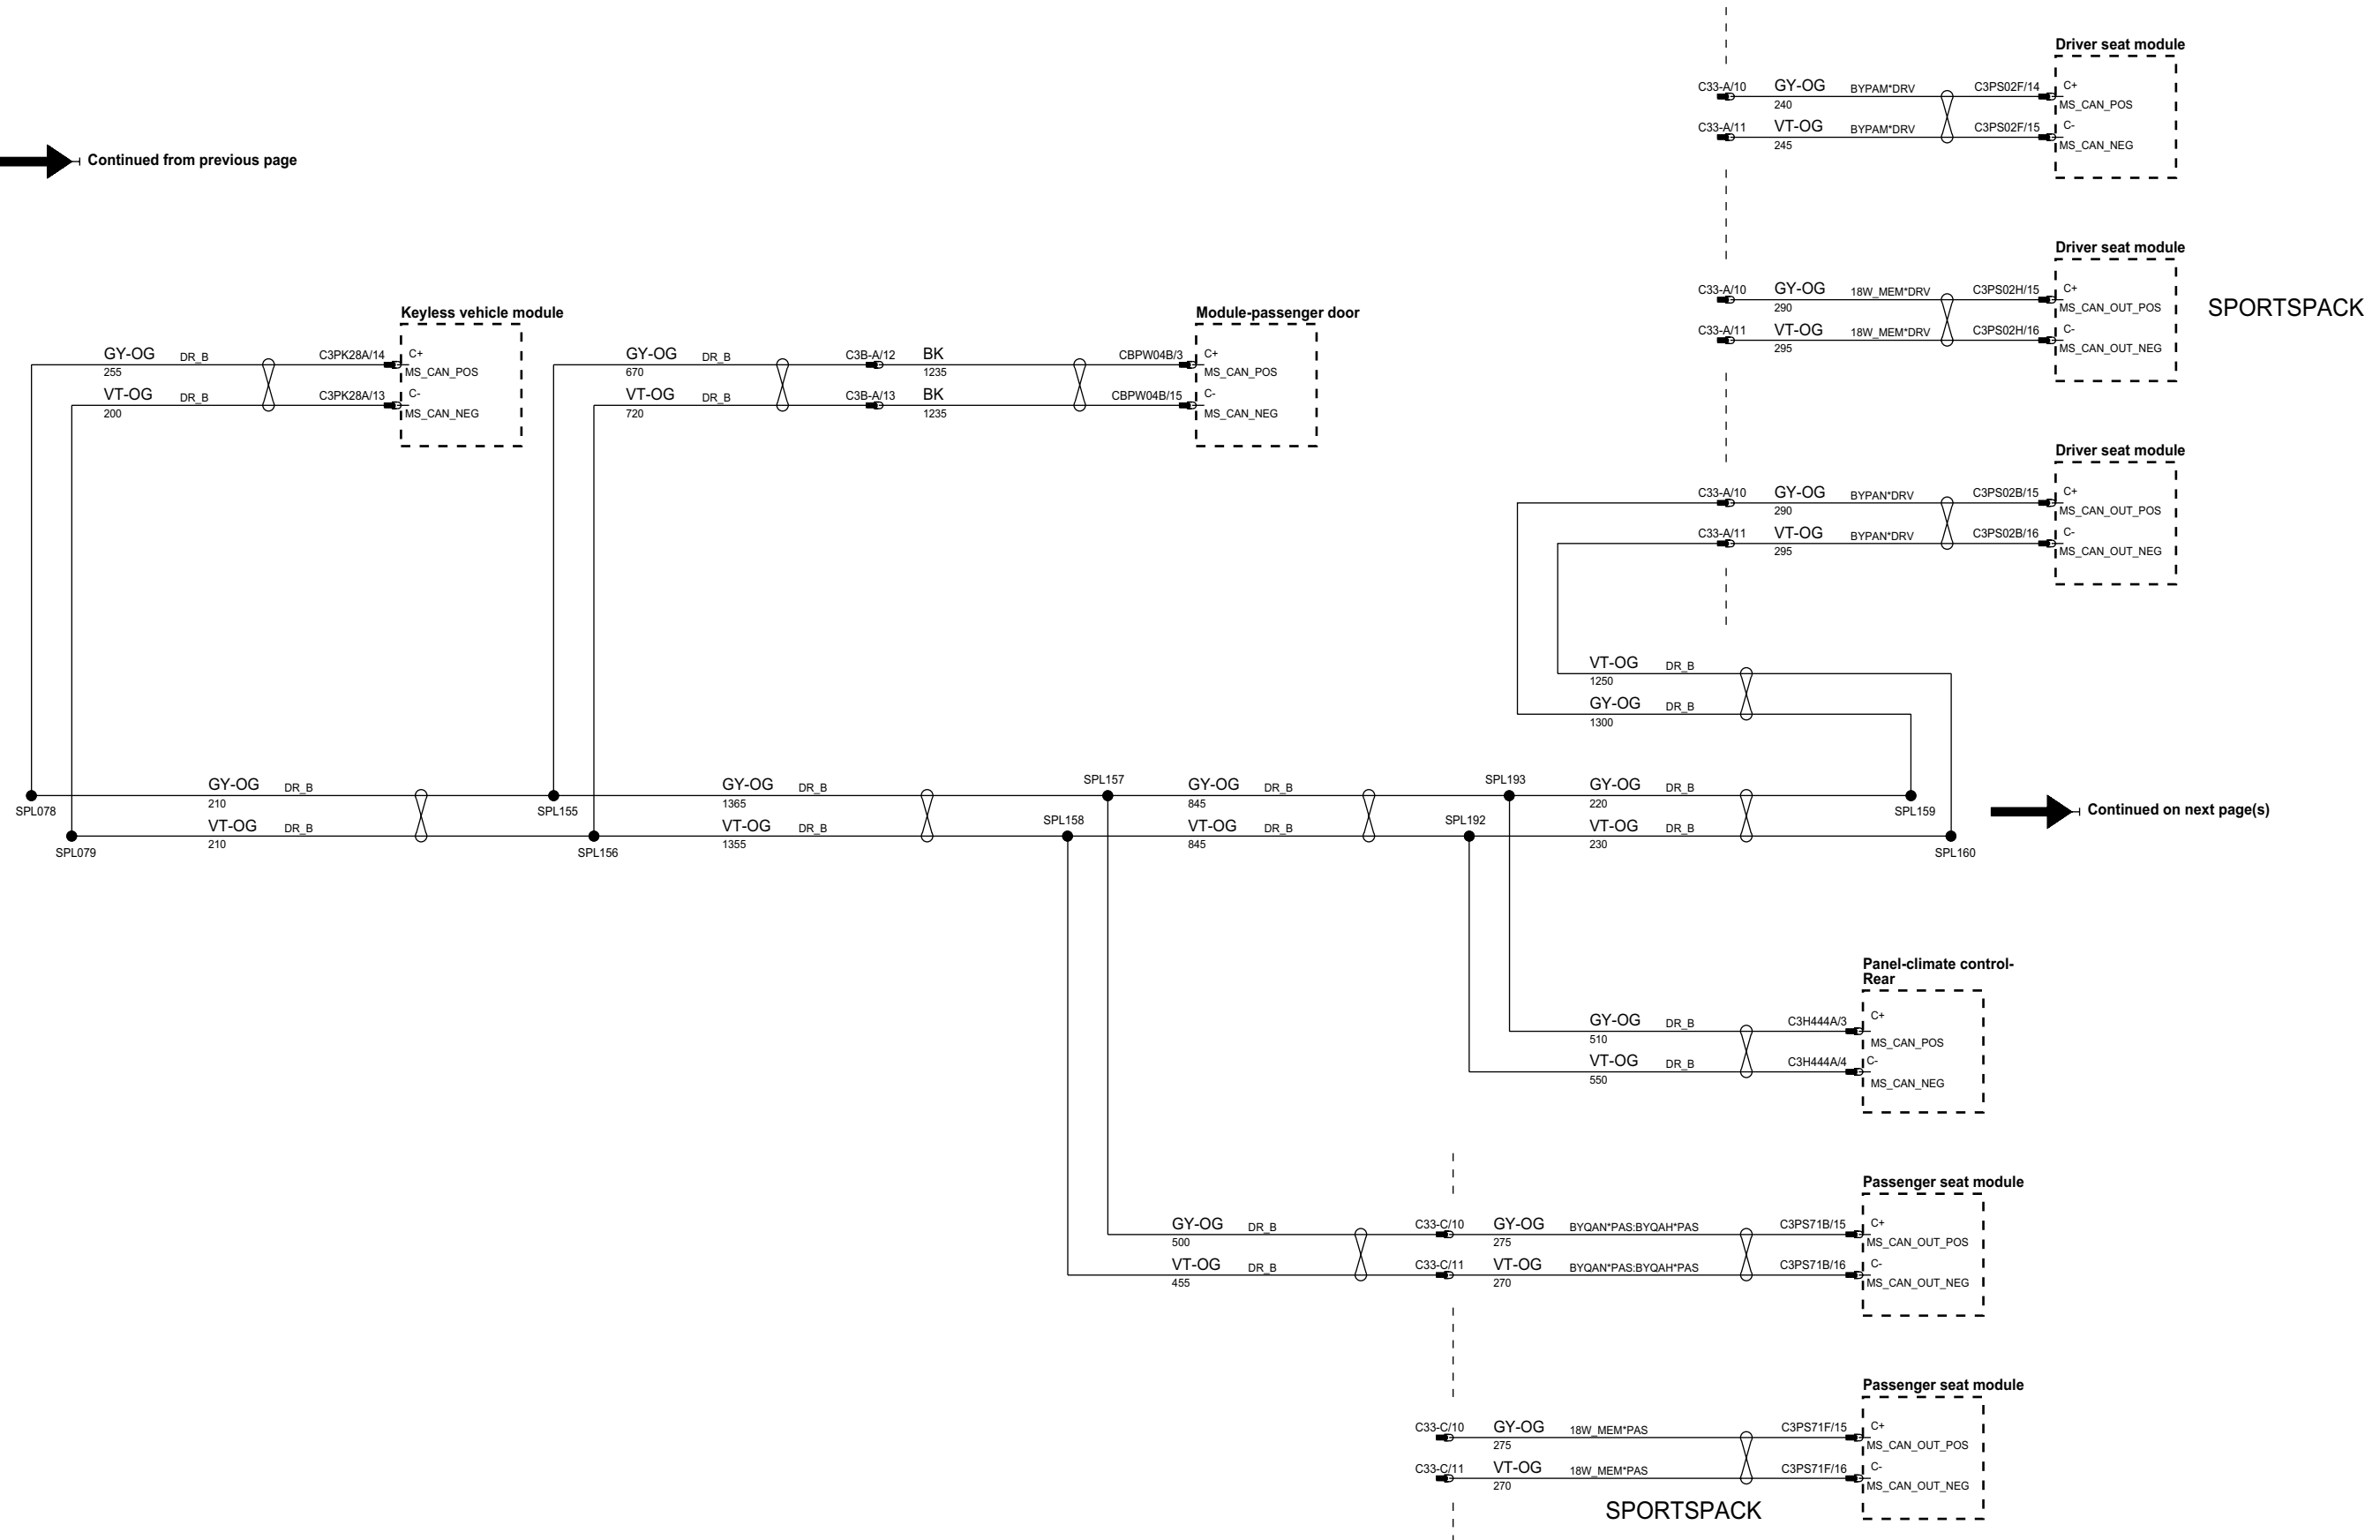 Driver seat module
C33-A/10 GY-OG BYPAM*DRV C3PS02F/14 C+
240 MS_CAN_POS
C33-A/11 VT-OG BYPAM*DRV C3PS02F/15 C-
245 MS_CAN_NEG
Continued from previous page
Driver seat module
C33-A/10 GY-OG 18W_MEM*DRV C3PS02H/15 C+
290 MS_CAN_OUT_POS
SPORTSPACK
C33-A/11 VT-OG 18W_MEM*DRV C3PS02H/16 C-
295 MS_CAN_OUT_NEG
Keyless vehicle module
GY-OG DR_B C3PK28A/14 C+
255 MS_CAN_POS
VT-OG DR_B C3PK28A/13 C-
200 MS_CAN_NEG
Module-passenger door
GY-OG DR_B C3B-A/12 BK CBPW04B/3 C+
670 1235 MS_CAN_POS
VT-OG DR_B C3B-A/13 BK CBPW04B/15 C-
720 1235 MS_CAN_NEG
Driver seat module
C33-A/10 GY-OG BYPAN*DRV C3PS02B/15 C+
290 MS_CAN_OUT_POS
C33-A/11 VT-OG BYPAN*DRV C3PS02B/16 C-
295 MS_CAN_OUT_NEG
VT-OG DR_B
1250
GY-OG DR_B
1300
GY-OG DR_B GY-OG DR_B SPL157 GY-OG DR_B SPL193 GY-OG DR_B
SPL078 210 SPL155 1365 845 220 SPL159
Continued on next page(s)
VT-OG DR_B VT-OG DR_B SPL158 VT-OG DR_B SPL192 VT-OG DR_B
SPL079 210 SPL156 1355 845 230 SPL160
Panel-climate control-
Rear
GY-OG DR_B C3H444A/3 C+
510 MS_CAN_POS
VT-OG DR_B C3H444A/4 C-
550 MS_CAN_NEG
Passenger seat module
GY-OG DR_B C33-C/10 GY-OG BYQAN*PAS:BYQAH*PAS C3PS71B/15 C+
500 275 MS_CAN_OUT_POS
VT-OG DR_B C33-C/11 VT-OG BYQAN*PAS:BYQAH*PAS C3PS71B/16 C-
455 270 MS_CAN_OUT_NEG
Passenger seat module
C33-C/10 GY-OG 18W_MEM*PAS C3PS71F/15 C+
275 MS_CAN_OUT_POS
C33-C/11 VT-OG 18W_MEM*PAS C3PS71F/16 C-
270 MS_CAN_OUT_NEG
SPORTSPACK